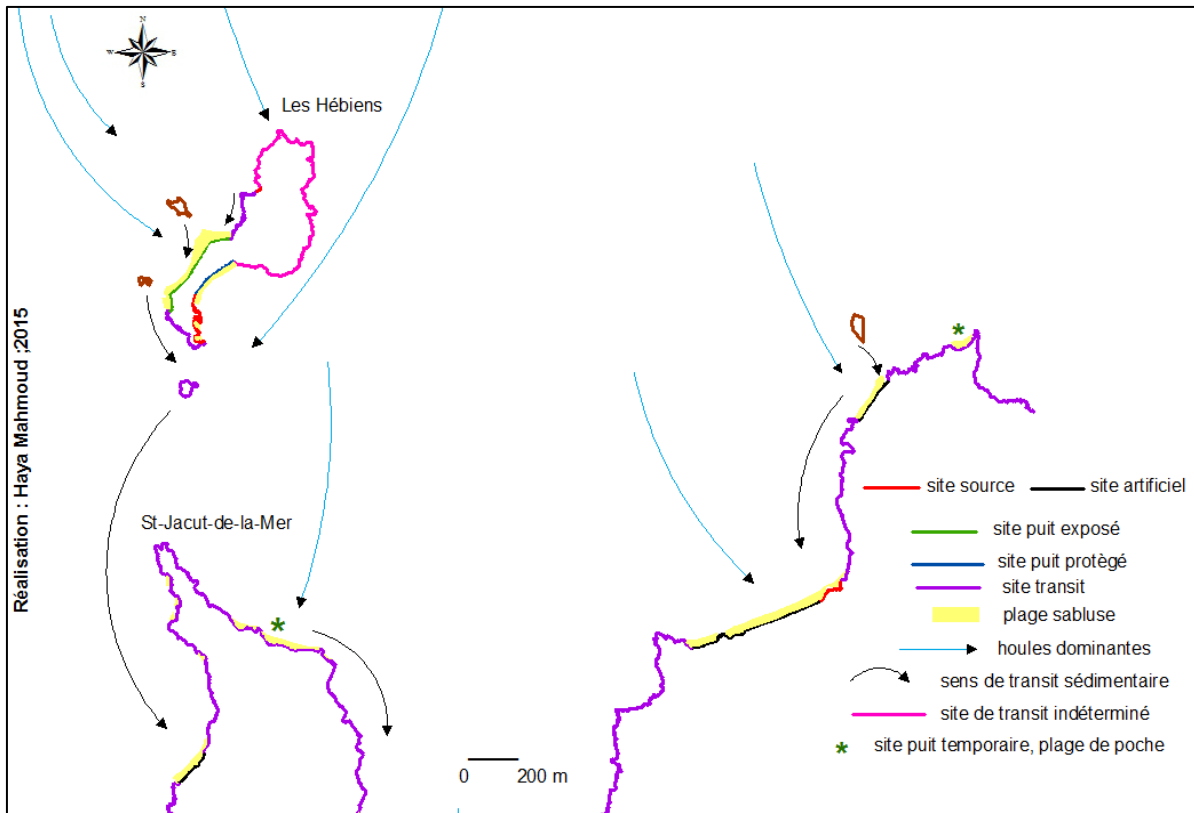 N
W
S
Les Hébiens
Réalisation : Haya Mahmoud ;2015
St-Jacut-de-la-Mer
0 200 m
site source site artificiel
site puit exposé
site puit protègé
site transit
plage sabluse
houles dominantes
sens de transit sédimentaire
site de transit indéterminé
* site puit temporaire, plage de poche